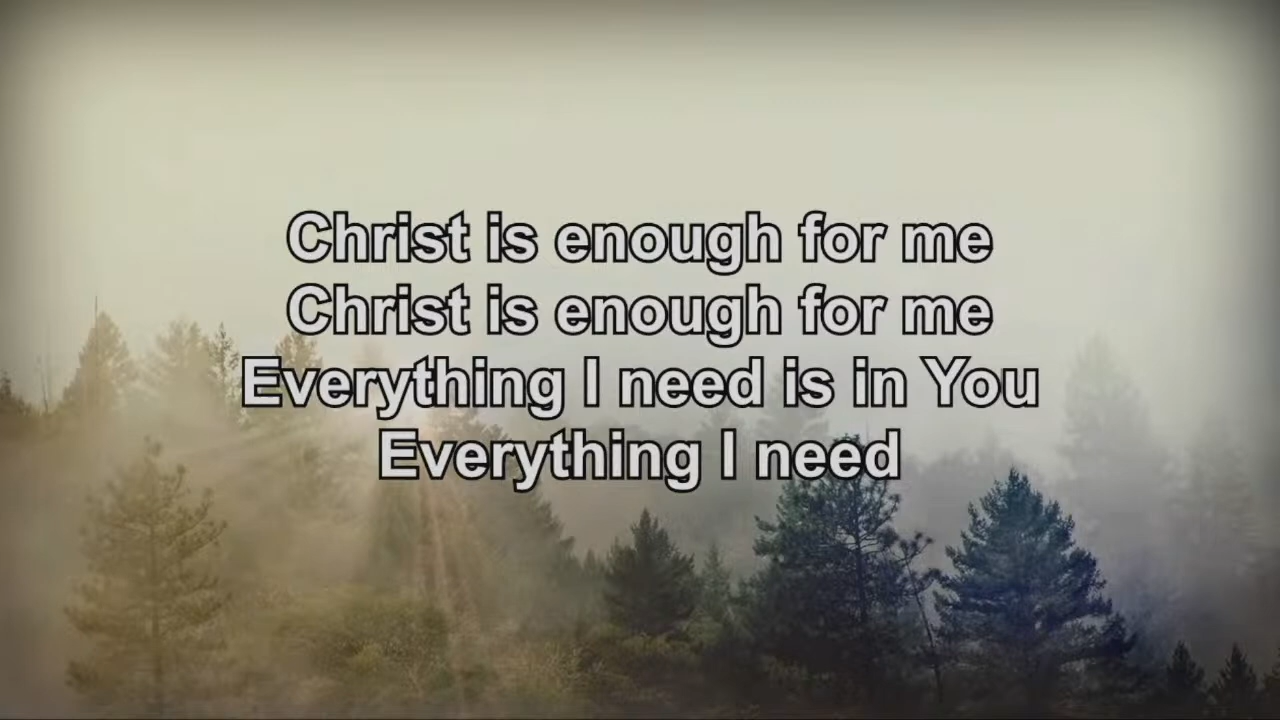 Christ is enough for me
Christ is enough for me
Everything I need is in You
Everything I need